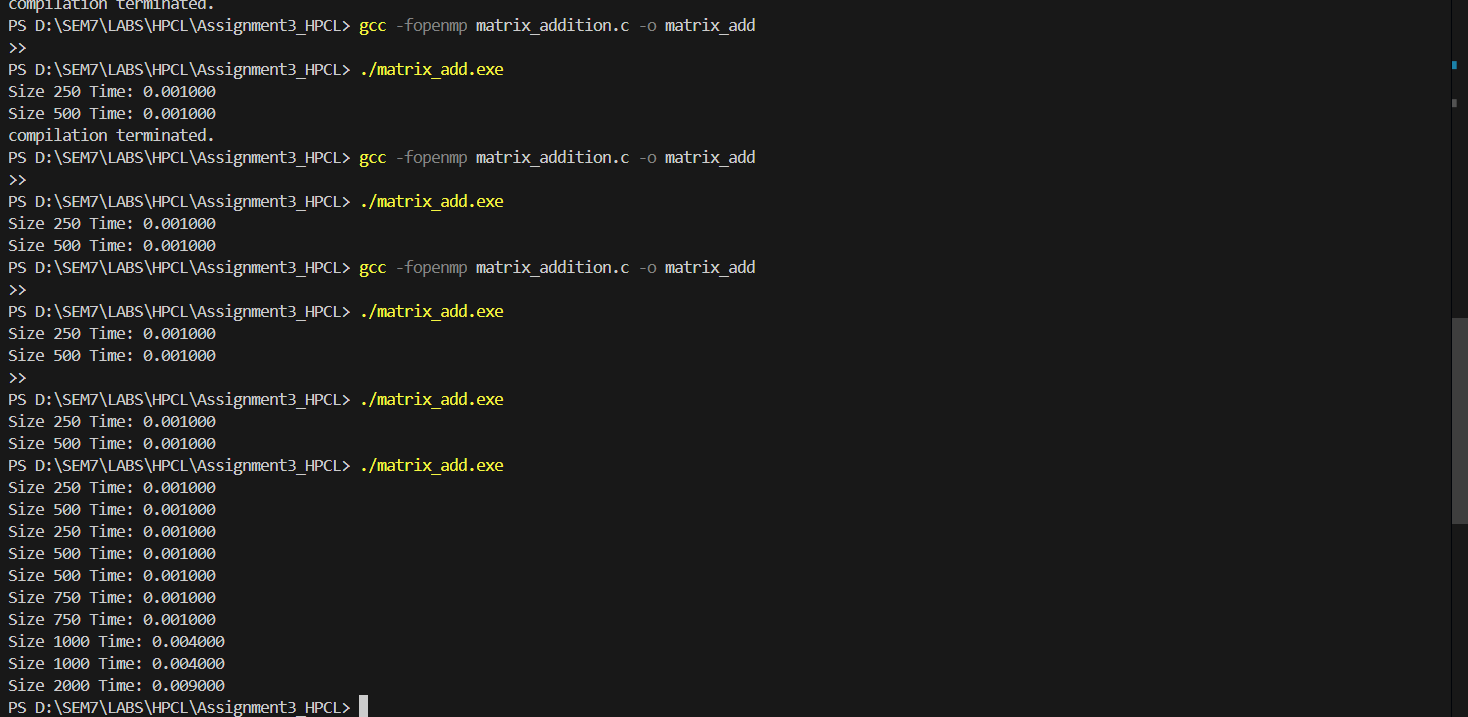 compilation terminated.
PS D:\SEM7\LABS\HPCL\Assignment3_HPCL> gcc -fopenmp matrix_addition.c -o matrix_add
>>
PS D:\SEM7\LABS\HPCL\Assignment3_HPCL> ./matrix_add.exe
Size 250 Time: 0.001000
Size 500 Time: 0.001000
compilation terminated.
PS D:\SEM7\LABS\HPCL\Assignment3_HPCL> gcc -fopenmp matrix_addition.c -o matrix_add
>>
PS D:\SEM7\LABS\HPCL\Assignment3_HPCL> ./matrix_add.exe
Size 250 Time: 0.001000
Size 500 Time: 0.001000
PS D:\SEM7\LABS\HPCL\Assignment3_HPCL> gcc -fopenmp matrix_addition.c -o matrix_add
>>
PS D:\SEM7\LABS\HPCL\Assignment3_HPCL> ./matrix_add.exe
Size 250 Time: 0.001000
Size 500 Time: 0.001000
>>
PS D:\SEM7\LABS\HPCL\Assignment3_HPCL> ./matrix_add.exe
Size 250 Time: 0.001000
Size 500 Time: 0.001000
PS D:\SEM7\LABS\HPCL\Assignment3_HPCL> ./matrix_add.exe
Size 250 Time: 0.001000
Size 500 Time: 0.001000
Size 250 Time: 0.001000
Size 500 Time: 0.001000
Size 500 Time: 0.001000
Size 750 Time: 0.001000
Size 750 Time: 0.001000
Size 1000 Time: 0.004000
Size 1000 Time: 0.004000
Size 2000 Time: 0.009000
PS D:\SEM7\LABS\HPCL\Assignment3_HPCL>